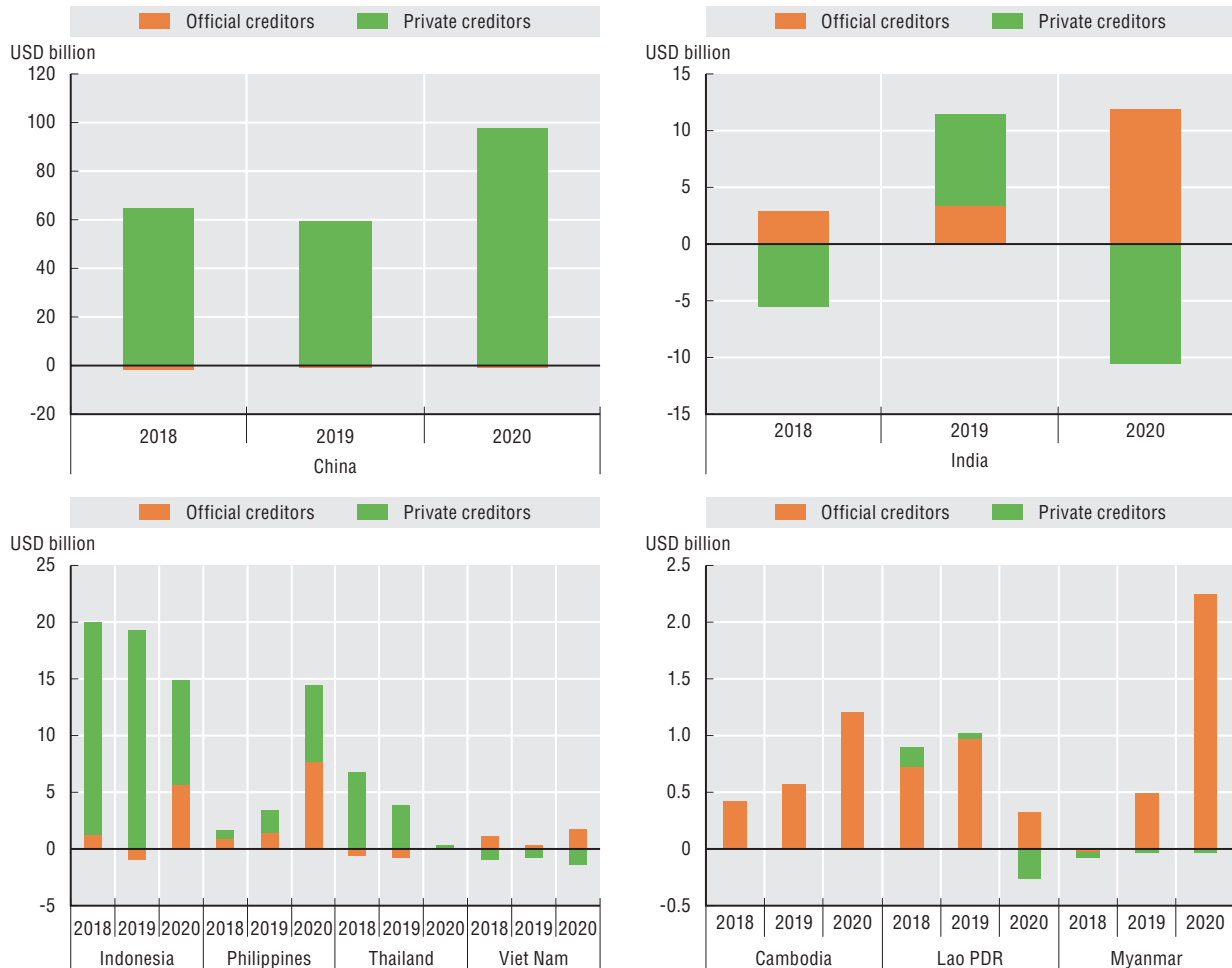 Official creditors Private creditors
USD billion
120
100
80
60
40
20
0
-20
2018 2019 2020
China
Official creditors Private creditors
USD billion
15
10
5
0
-5
-10
-15
2018 2019 2020
India
Official creditors Private creditors
USD billion
25
20
15
10
5
0
-5
2018 2019 2020 2018 2019 2020 2018 2019 2020 2018 2019 2020
Indonesia Philippines Thailand Viet Nam
Official creditors Private creditors
USD billion
2.5
2.0
1.5
1.0
0.5
0
-0.5
2018 2019 2020 2018 2019 2020 2018 2019 2020
Cambodia Lao PDR Myanmar